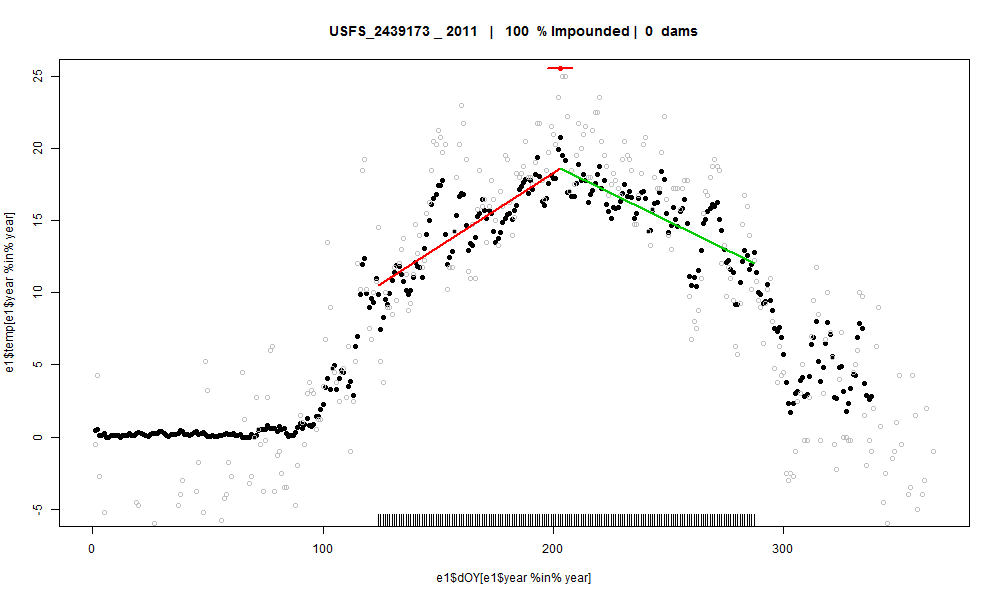 USFS_2439173 _ 2011 | 100 % Impounded | 0 dams
25
20
15
10
5
0
-5
e1$temp[e1$year %in% year]
0 100 200 300
e1$dOY[e1$year %in% year]